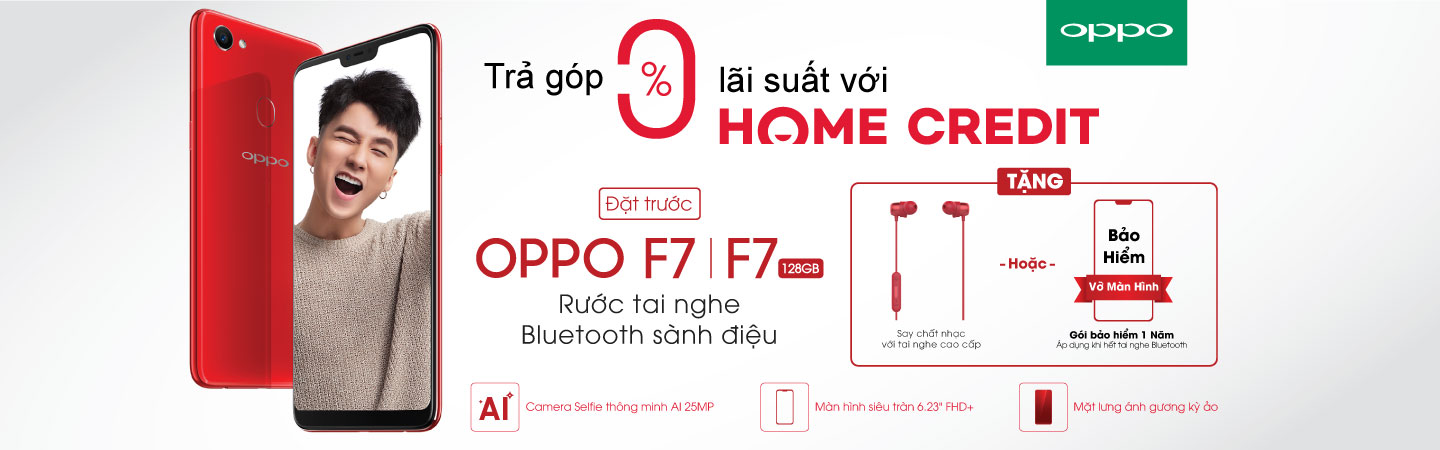 oppo
Trả góp 0% lãi suất với
HOME CREDIT
oppo
Đặt trước
OPPO F7 | F7 128GB
Rước tai nghe
Bluetooth sành điệu
TẶNG
Say chất nhạc
với tai nghe cao cấp
- Hoặc -
Bảo
Hiểm
Vỡ Màn Hình
Gói bảo hiểm 1 Năm
Áp dụng khi hết tai nghe Bluetooth
AI
Camera Selfie thông minh AI 25MP
Màn hình siêu tràn 6.23" FHD+
Mặt lưng ánh gương kỳ ảo